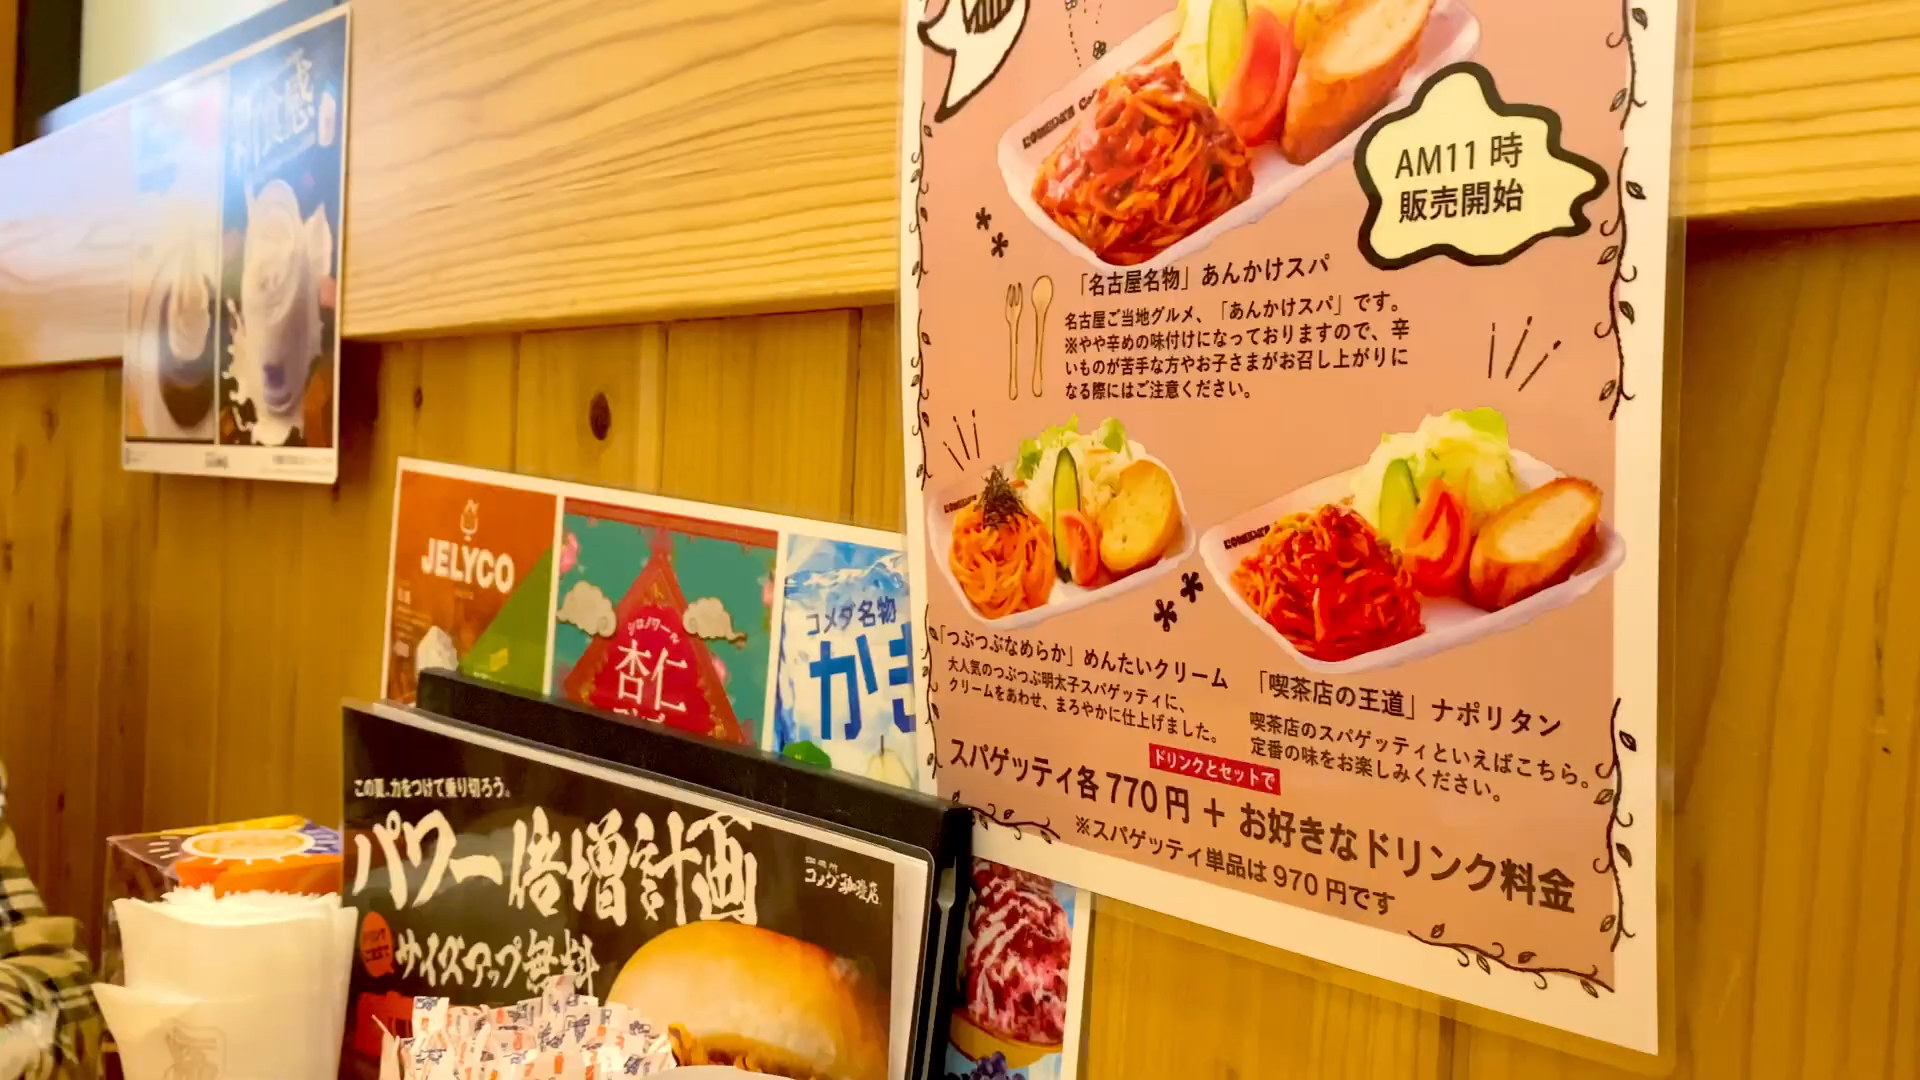 AM11時
販売開始
「名古屋名物」あんかけスパ
名古屋ご当地グルメ、「あんかけスパ」です。
※やや辛めの味付けになっておりますので、辛
いものが苦手な方やお子さまがお召し上がりに
なる際にはご注意ください。
「つぶつぶなめらか」めんたいクリーム
大人気のつぶつぶ明太子スパゲッティに、
クリームをあわせ、まろやかに仕上げました。
「喫茶店の王道」ナポリタン
喫茶店のスパゲッティといえばこちら。
定番の味をお楽しみください。
ドリンクとセットで
スパゲッティ各770円+お好きなドリンク料金
※スパゲッティ単品は970円です
JELYCO
シロノワール
杏仁
コメダ名物
かき
この夏、力をつけて乗り切ろう。
パワー倍増計画
コメダ珈琲店
サイズアップ無料